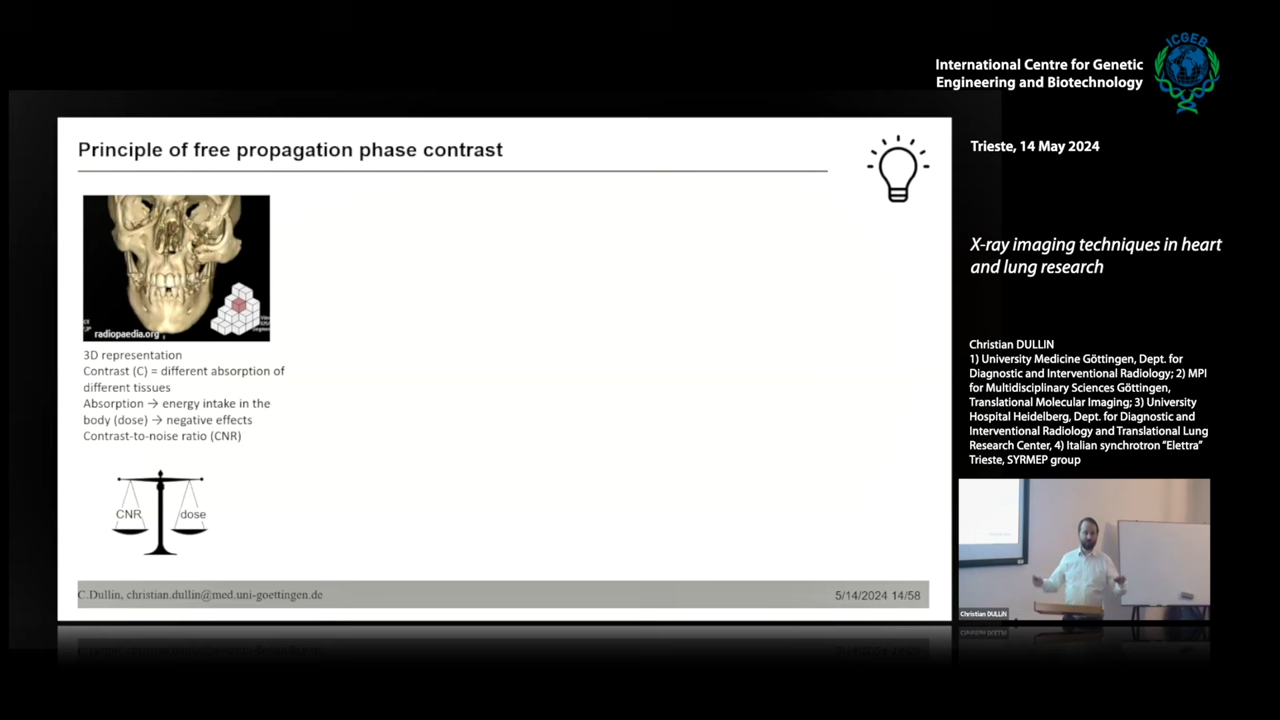 International Centre for Genetic
Engineering and Biotechnology
ICGEB
Trieste, 14 May 2024
X-ray imaging techniques in heart
and lung research
Christian DULLIN
1) University Medicine Göttingen, Dept. for
Diagnostic and Interventional Radiology; 2) MPI
for Multidisciplinary Sciences Göttingen,
Translational Molecular Imaging; 3) University
Hospital Heidelberg, Dept. for Diagnostic and
Interventional Radiology and Translational Lung
Research Center, 4) Italian synchrotron “Elettra”
Trieste, SYRMEP group
Christian DULLIN
Principle of free propagation phase contrast
radiopaedia.org
3D representation
Contrast (C) = different absorption of
different tissues
Absorption → energy intake in the
body (dose) → negative effects
Contrast-to-noise ratio (CNR)
CNR dose
C.Dullin, christian.dullin@med.uni-goettingen.de
5/14/2024 14/58